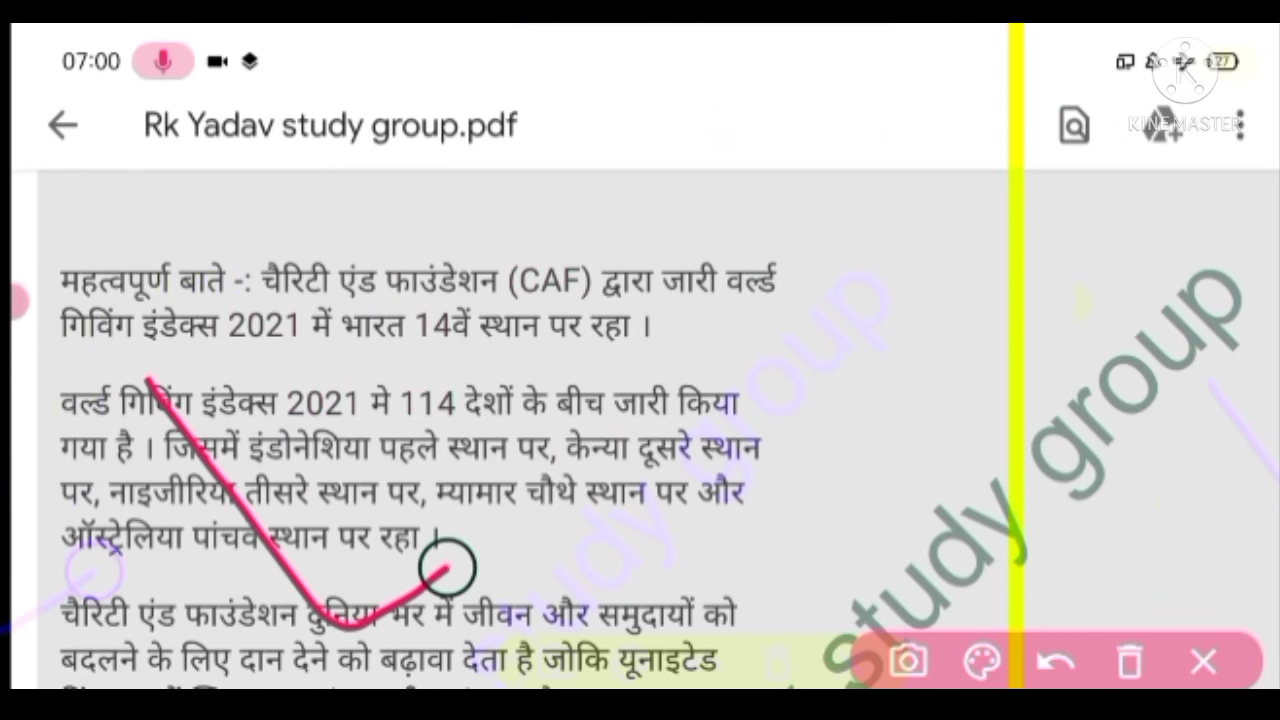 07:00
27
KINEMASTER
Rk Yadav study group.pdf
महत्वपूर्ण बाते -: चैरिटी एंड फाउंडेशन (CAF) द्वारा जारी वर्ल्ड
गिविंग इंडेक्स 2021 में भारत 14वें स्थान पर रहा ।
वर्ल्ड गिविंग इंडेक्स 2021 मे 114 देशों के बीच जारी किया
गया है । जिसमें इंडोनेशिया पहले स्थान पर, केन्या दूसरे स्थान
पर, नाइजीरिया तीसरे स्थान पर, म्यामार चौथे स्थान पर और
ऑस्ट्रेलिया पांचवे स्थान पर रहा ।
चैरिटी एंड फाउंडेशन दुनिया भर में जीवन और समुदायों को
बदलने के लिए दान देने को बढ़ावा देता है जोकि यूनाइटेड
study group
study group